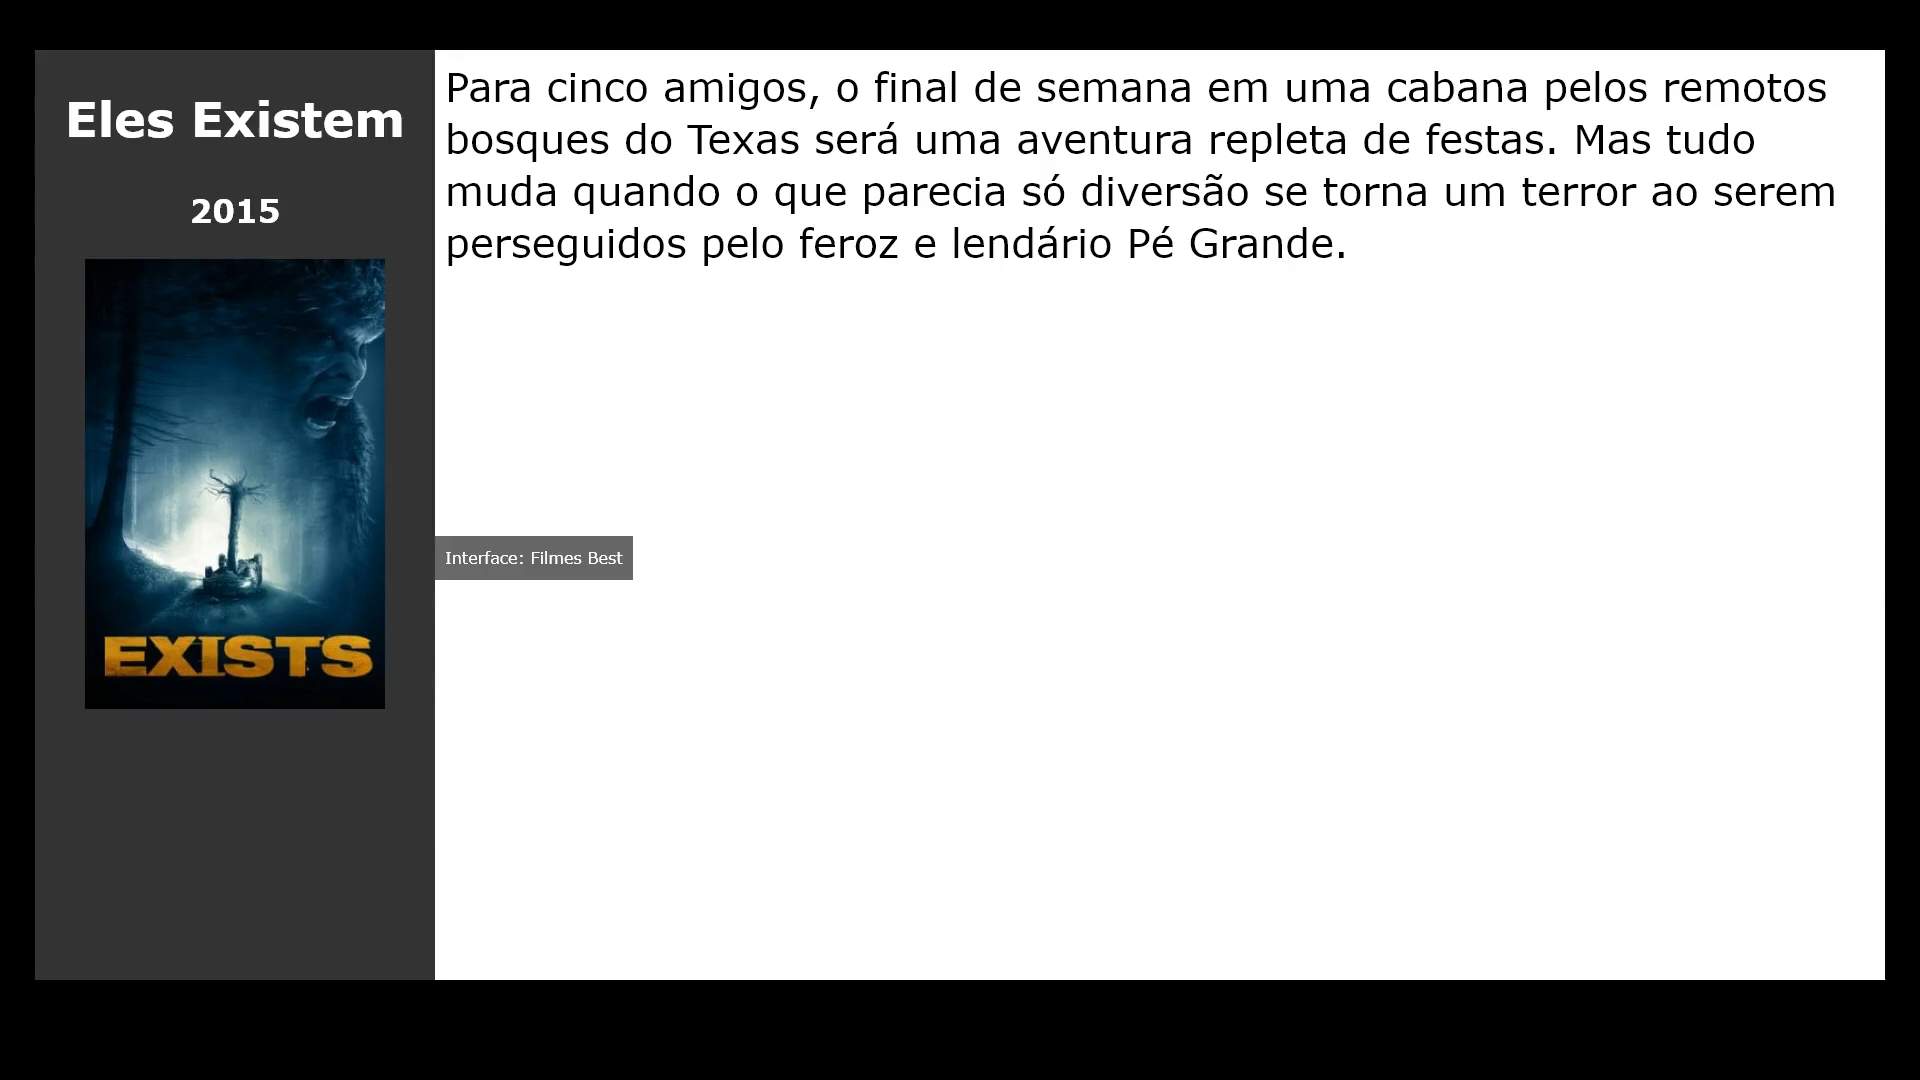 Eles Existem
2015
EXISTS
Para cinco amigos, o final de semana em uma cabana pelos remotos
bosques do Texas será uma aventura repleta de festas. Mas tudo
muda quando o que parecia só diversão se torna um terror ao serem
perseguidos pelo feroz e lendário Pé Grande.
Interface: Filmes Best